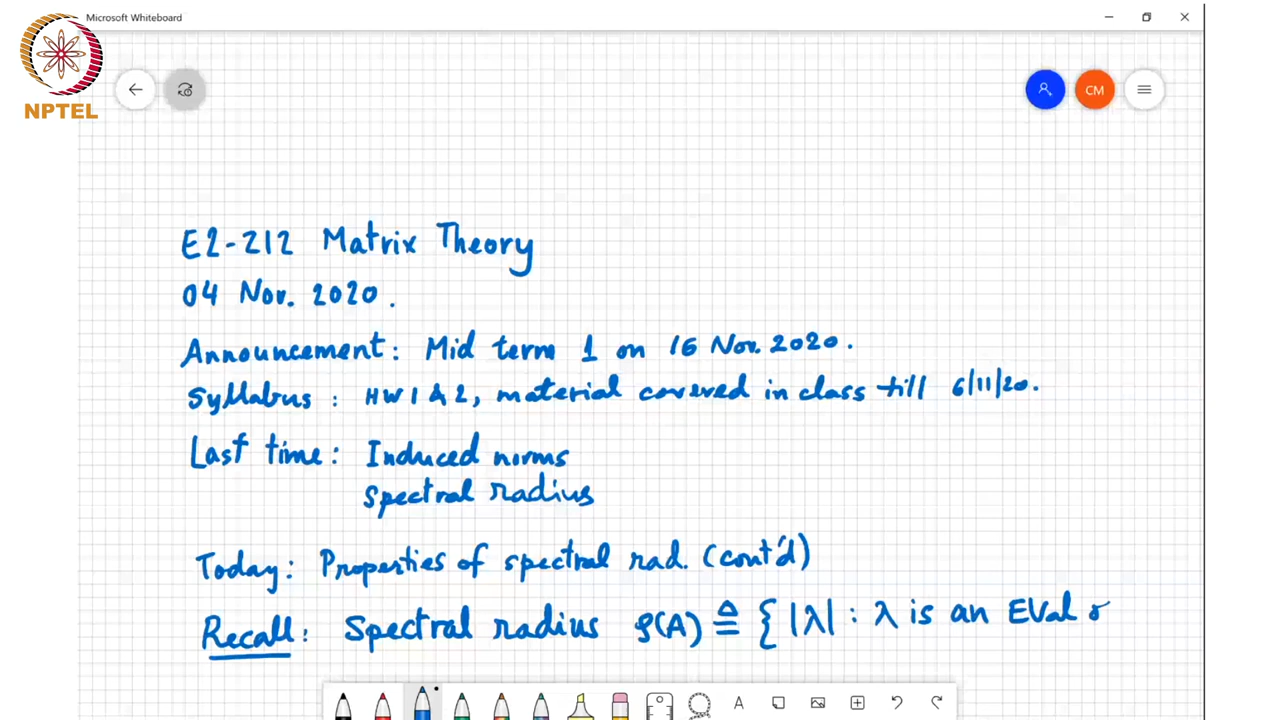 Microsoft Whiteboard
NPTEL
CM
E2-212 Matrix Theory
04 Nov. 2020.
Announcement: Mid term 1 on 16 Nov. 2020.
Syllabus: HW 1 & 2, material covered in class till 6/11/20.
Last time: Induced norms
Spectral radius
Today: Properties of spectral rad. (cont'd)
Recall: Spectral radius ρ(A) ≜ { |λ| : λ is an EVal
A